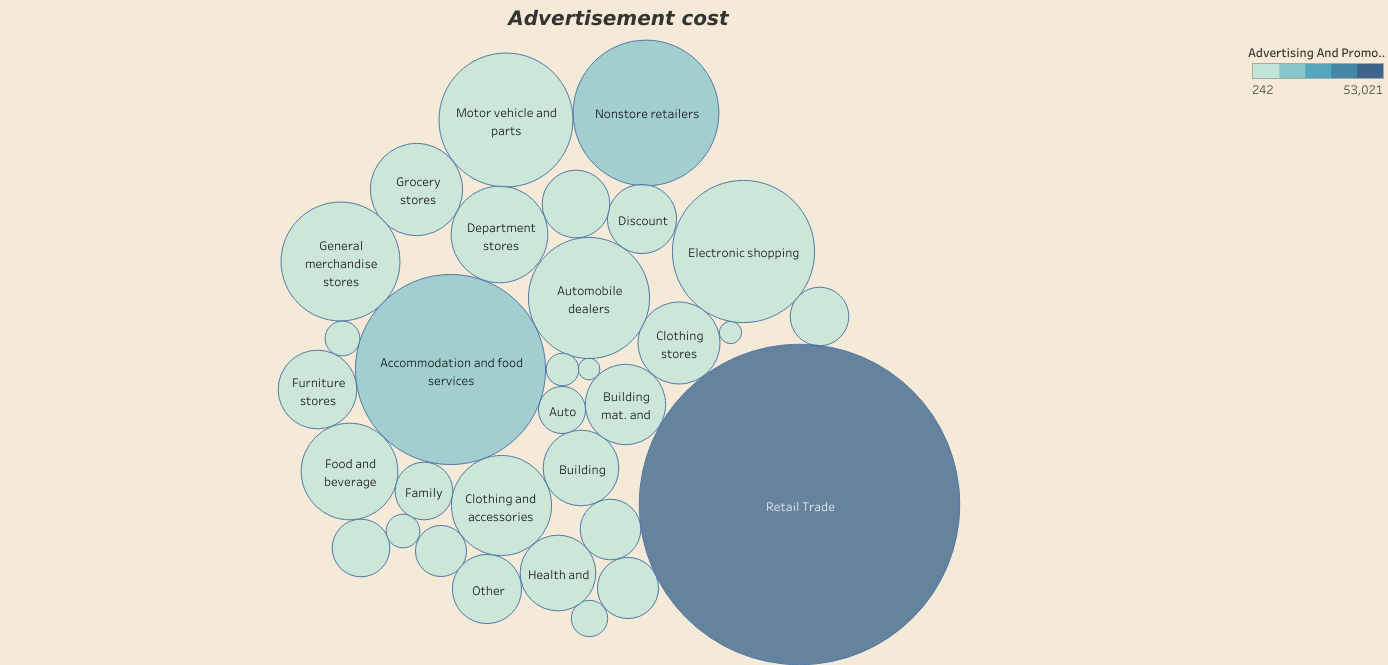 Advertisement cost
Advertising And Promo..
242
53,021
Motor vehicle and
parts
Nonstore retailers
Grocery
stores
Department
stores
Discount
General
merchandise
stores
Electronic shopping
Automobile
dealers
Clothing
stores
Accommodation and food
services
Furniture
stores
Auto
Building
mat. and
Food and
beverage
Family
Clothing and
accessories
Building
Retail Trade
Health and
Other